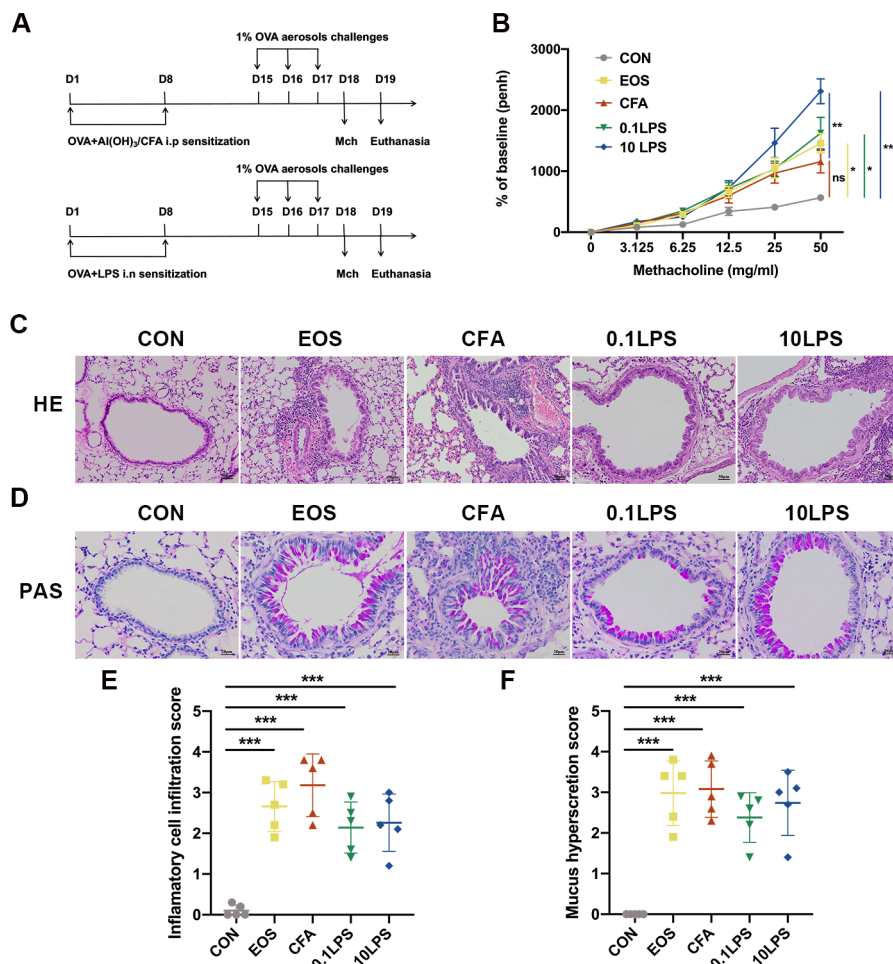 A
1% OVA aerosols challenges
D1 D8 D15 D16 D17 D18 D19
OVA+Al(OH)₃/CFA i.p sensitization Mch Euthanasia
1% OVA aerosols challenges
D1 D8 D15 D16 D17 D18 D19
OVA+LPS i.n sensitization Mch Euthanasia
B
% of baseline (penh)
3000
2000
1000
0
CON
EOS
CFA
0.1LPS
10 LPS
** ns * * **
0 3.125 6.25 12.5 25 50
Methacholine (mg/ml)
C
CON EOS CFA 0.1LPS 10LPS
HE
D
CON EOS CFA 0.1LPS 10LPS
PAS
E
Inflamatory cell infiltration score
***
***
***
***
5
4
3
2
1
0
CON EOS CFA 0.1LPS 10LPS
F
Mucus hyperscretion score
***
***
***
***
5
4
3
2
1
0
CON EOS CFA 0.1LPS 10LPS